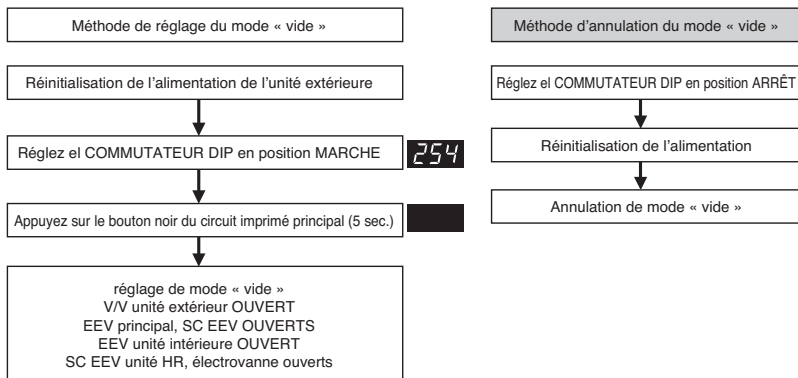 Méthode de réglage du mode « vide »
Réinitialisation de l'alimentation de l'unité extérieure
Réglez el COMMUTATEUR DIP en position MARCHE
254
Appuyez sur le bouton noir du circuit imprimé principal (5 sec.)
réglage de mode « vide »
V/V unité extérieur OUVERT
EEV principal, SC EEV OUVERTS
EEV unité intérieure OUVERT
SC EEV unité HR, électrovanne ouverts
Méthode d'annulation du mode « vide »
Réglez el COMMUTATEUR DIP en position ARRÊT
Réinitialisation de l'alimentation
Annulation de mode « vide »